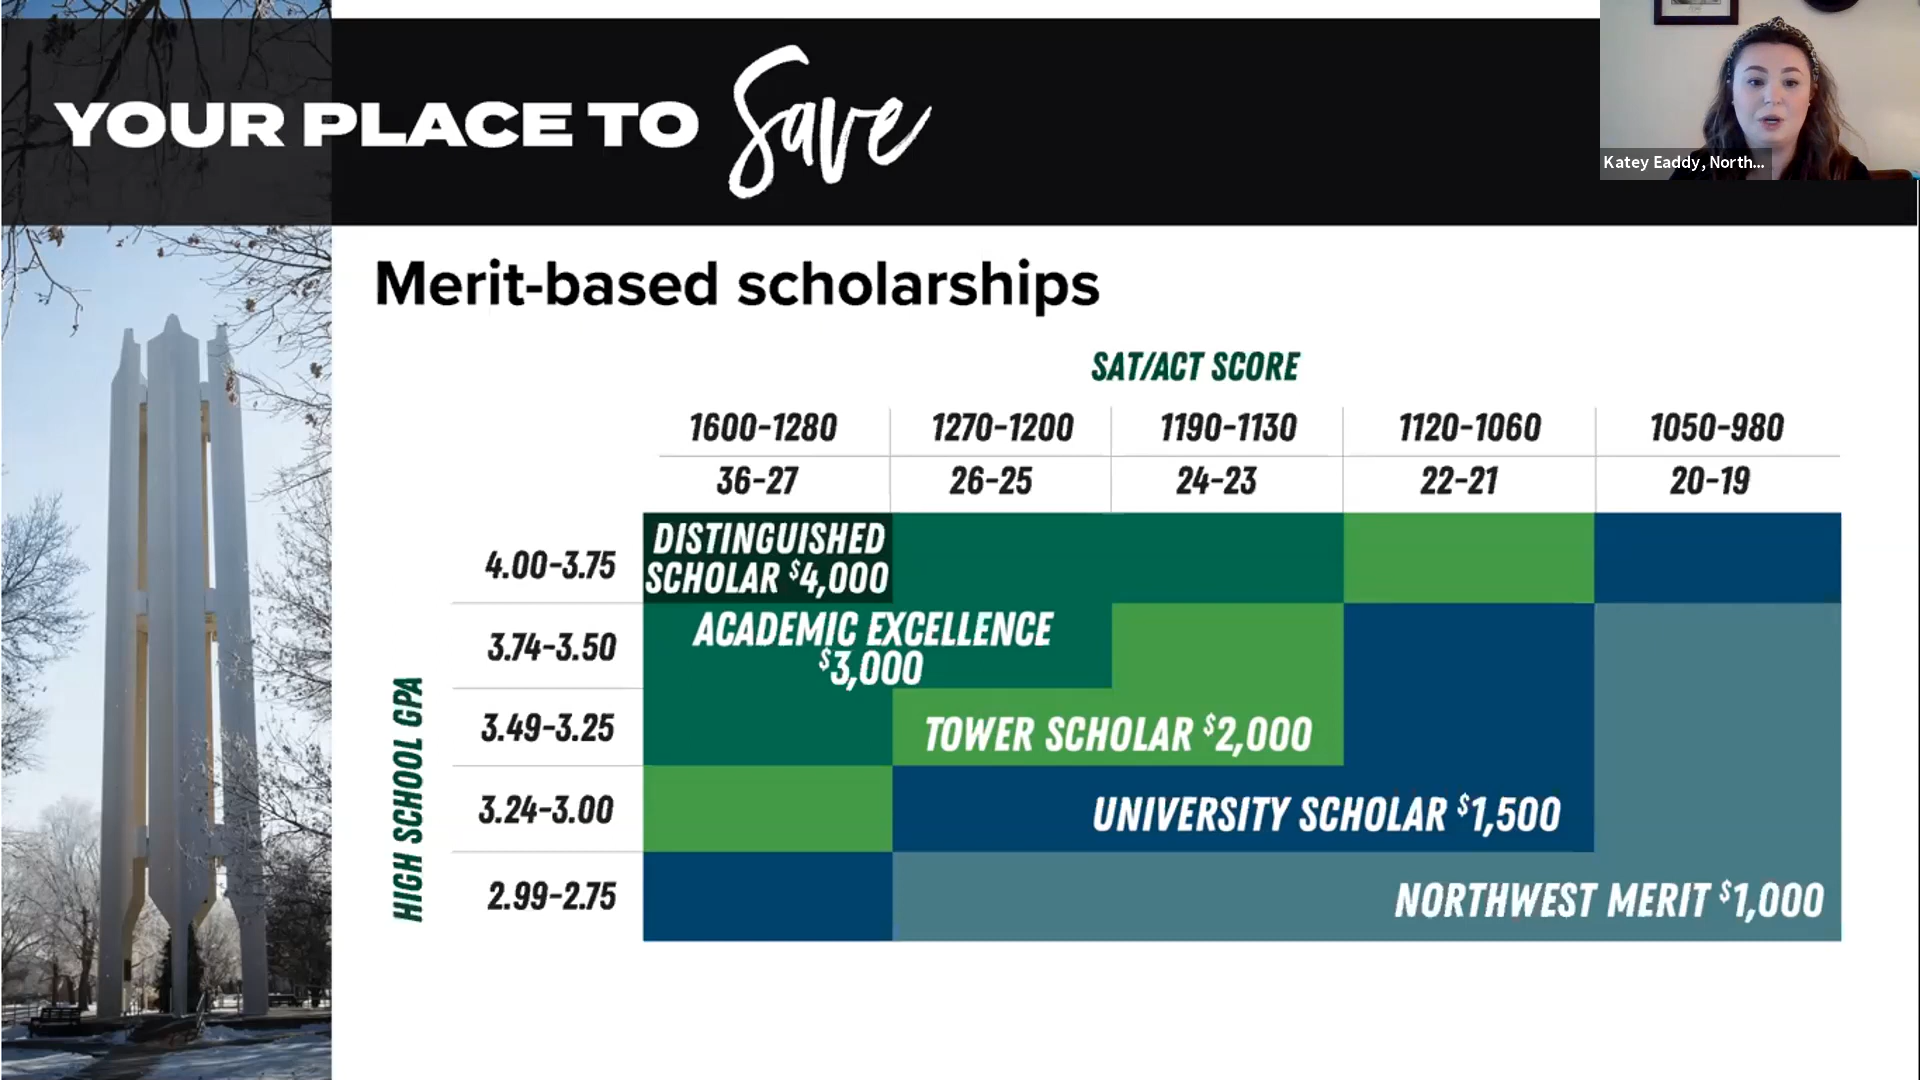 YOUR PLACE TO Save
Katey Eaddy, North...
Merit-based scholarships
SAT/ACT SCORE
1600-1280 1270-1200 1190-1130 1120-1060 1050-980
36-27 26-25 24-23 22-21 20-19
HIGH SCHOOL GPA
4.00-3.75
DISTINGUISHED
SCHOLAR $4,000
3.74-3.50
ACADEMIC EXCELLENCE
$3,000
3.49-3.25
TOWER SCHOLAR $2,000
3.24-3.00
UNIVERSITY SCHOLAR $1,500
2.99-2.75
NORTHWEST MERIT $1,000